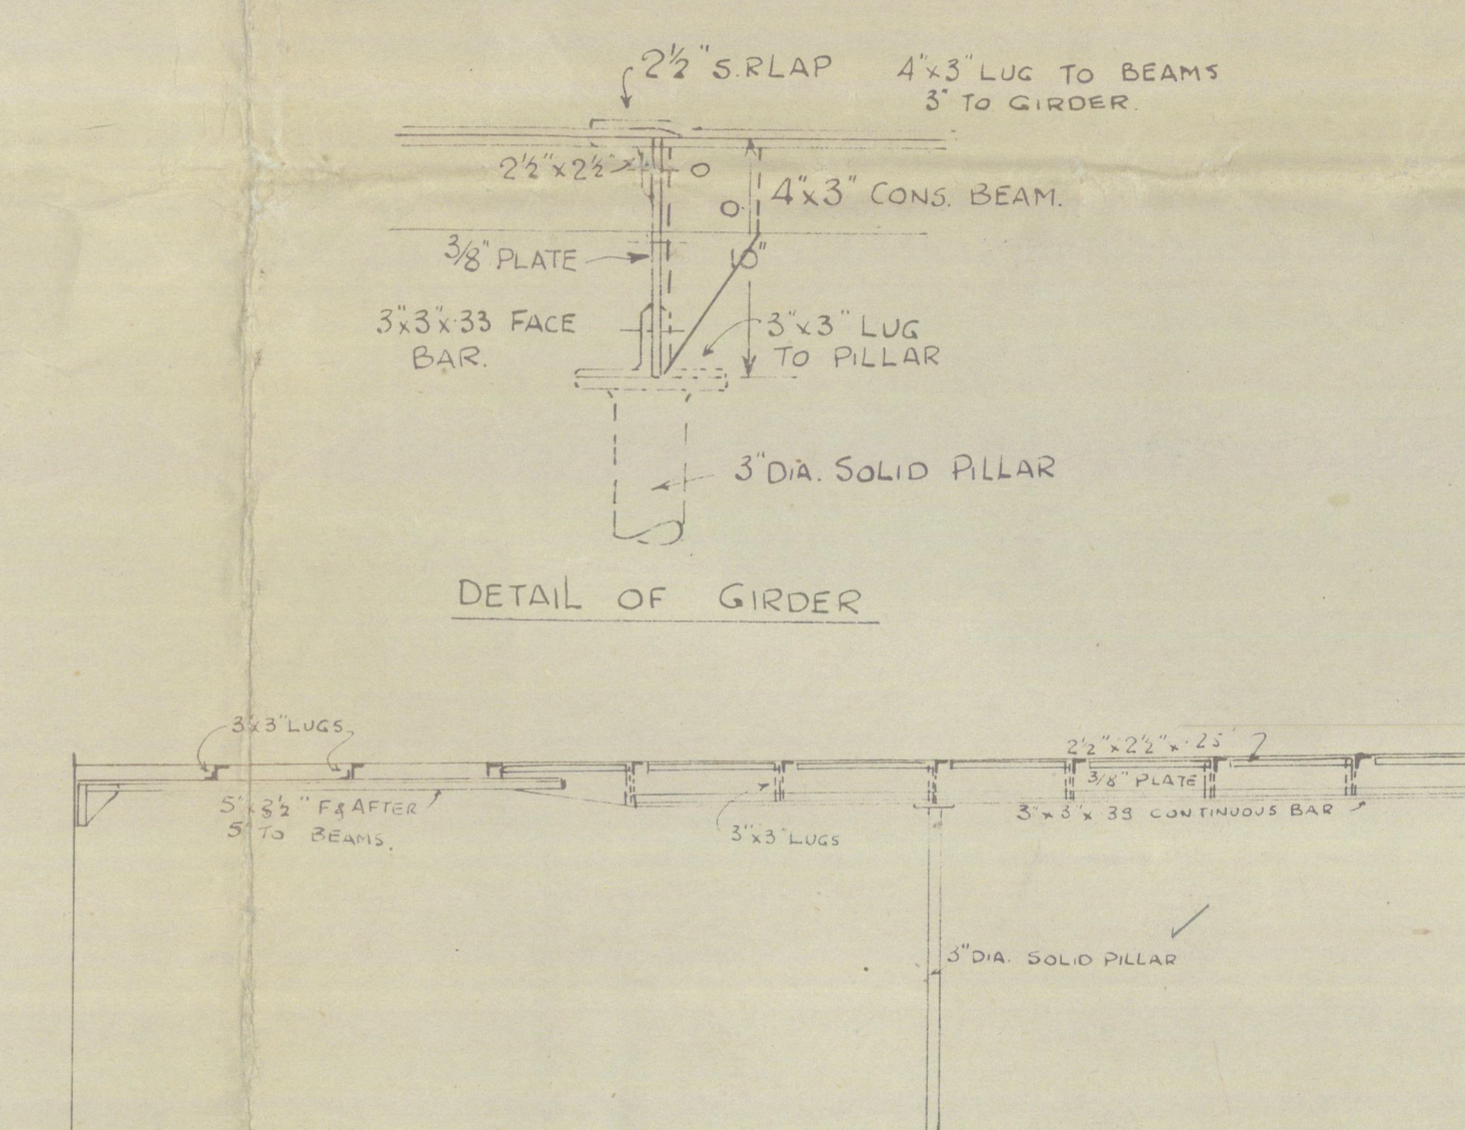 2½" S.R LAP
4"x3" LUG TO BEAMS
3" TO GIRDER.
2½"x2½"
4"x3" CONS. BEAM.
3/8" PLATE
10"
3"x3"x·33 FACE
BAR.
3"x3" LUG
TO PILLAR
3"DIA. SOLID PILLAR
DETAIL OF GIRDER
3"x3" LUGS
2½"x2½"x·25
3/8" PLATE
5"x3½" F&AFTER
5" TO BEAMS.
3"x3" LUGS
3"x3"x·39 CONTINUOUS BAR
3"DIA. SOLID PILLAR